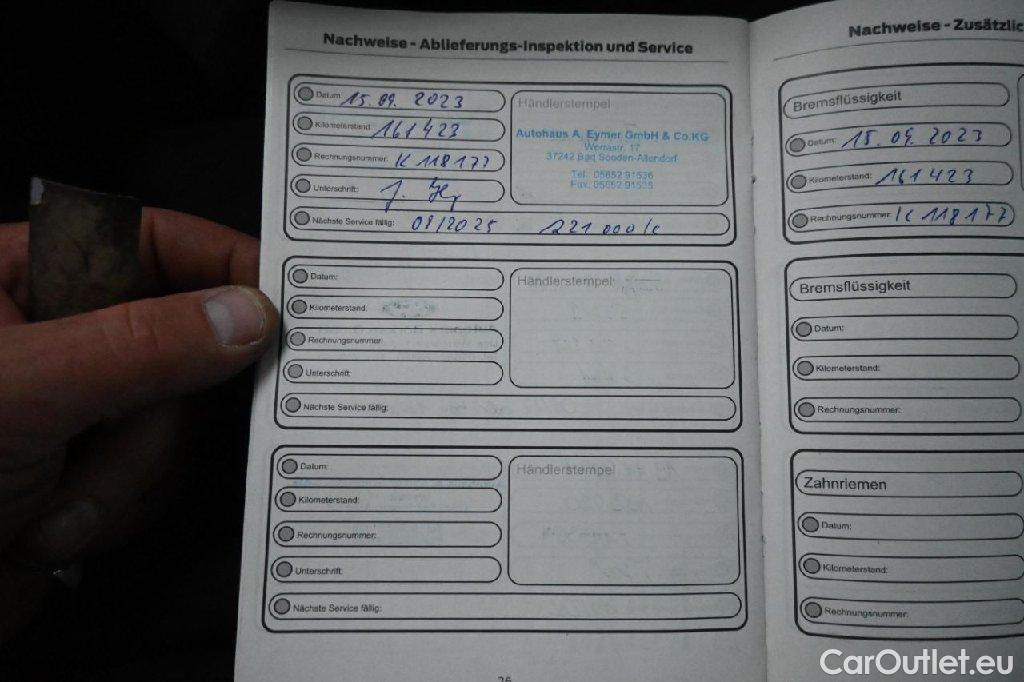 Nachweise - Ablieferungs-Inspektion und Service
Datum: 15.09.2023
Kilometerstand: 161423
Rechnungsnummer: K 118177
Unterschrift:
Nächste Service fällig: 09/2025 221 000 k
Händlerstempel
Autohaus A. Eymer GmbH & Co.KG
Werrastr. 17
37242 Bad Sooden-Allendorf
Tel: 05652 91536
Fax: 05652 91535
Datum:
Kilometerstand:
Rechnungsnummer:
Unterschrift:
Nächste Service fällig:
Händlerstempel
Datum:
Kilometerstand:
Rechnungsnummer:
Unterschrift:
Nächste Service fällig:
Händlerstempel
26
Nachweise - Zusätzlic
Bremsflüssigkeit
Datum: 15.09.2023
Kilometerstand: 161423
Rechnungsnummer: K 118177
Bremsflüssigkeit
Datum:
Kilometerstand:
Rechnungsnummer:
Zahnriemen
Datum:
Kilometerstand:
Rechnungsnummer:
CarOutlet.eu